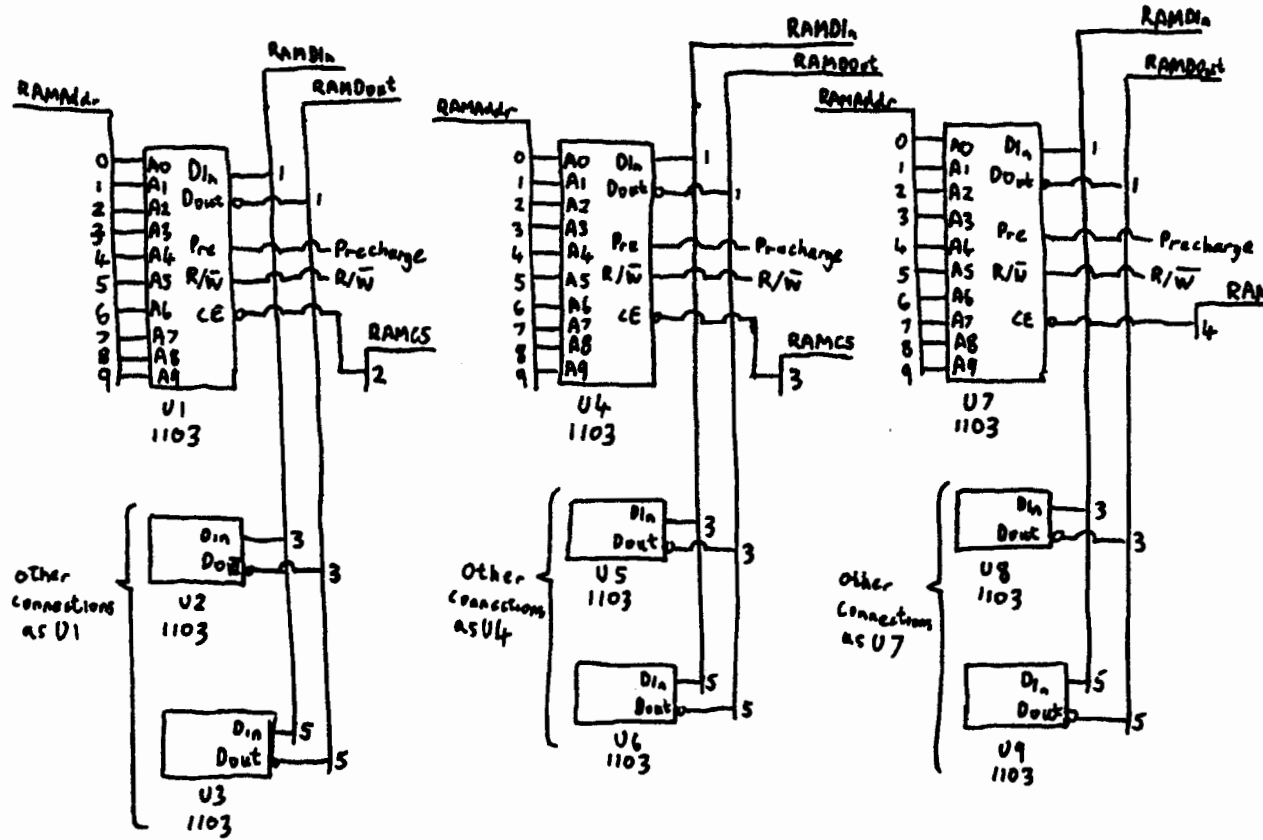 RAMDIn
RAMDOut
RAMAddr
0 A0 DIn 1
1 A1 Dout 1
2 A2
3 A3 Pre Precharge
4 A4
5 A5 R/W̅ R/W̅
6 A6 CE
7 A7 RAMCS
8 A8 2
9 A9
U1
1103
Other
connections
as U1
Din 3
Dout 3
U2
1103
Din 5
Dout 5
U3
1103
RAMDIn
RAMDOut
RAMAddr
0 A0 DIn 1
1 A1 Dout 1
2 A2
3 A3 Pre Precharge
4 A4
5 A5 R/W̅ R/W̅
6 A6 CE
7 A7 RAMCS
8 A8 3
9 A9
U4
1103
Other
connections
as U4
DIn 3
Dout 3
U5
1103
DIn 5
Dout 5
U6
1103
RAMDIn
RAMDOut
RAMAddr
0 A0 DIn 1
1 A1 Dout 1
2 A2
3 A3 Pre Precharge
4 A4
5 A5 R/W̅ R/W̅
6 A6 RAM
7 A7 CE 4
8 A8
9 A9
U7
1103
Other
connections
as U7
DIn 3
Dout 3
U8
1103
DIn 5
Dout 5
U9
1103